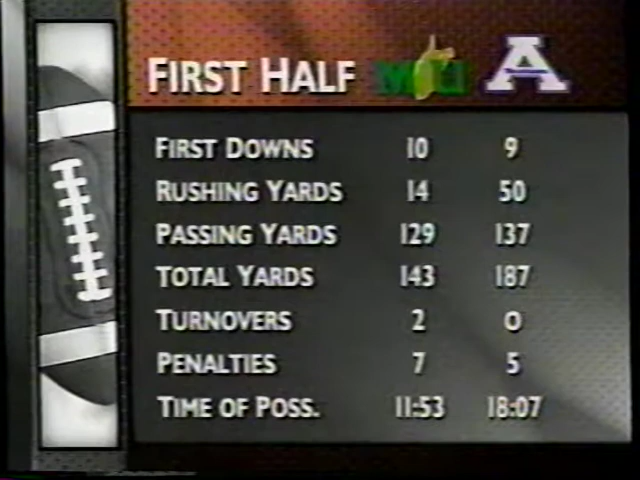 FIRST HALF A
FIRST DOWNS 10 9
RUSHING YARDS 14 50
PASSING YARDS 129 137
TOTAL YARDS 143 187
TURNOVERS 2 0
PENALTIES 7 5
TIME OF POSS. 11:53 18:07